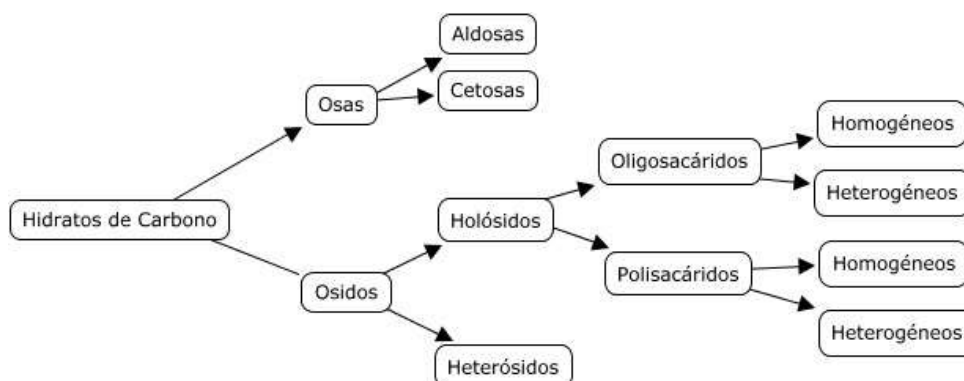 Aldosas
Osas
Cetosas
Homogéneos
Oligosacáridos
Heterogéneos
Hidratos de Carbono
Holósidos
Homogéneos
Polisacáridos
Osidos
Heterogéneos
Heterósidos